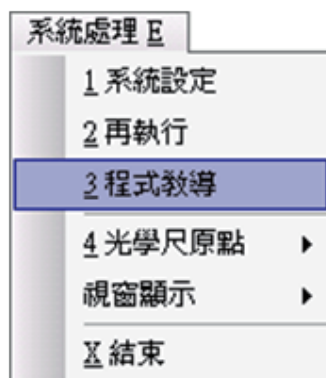 系統處理 E
1 系統設定
2 再執行
3 程式教導
4 光學尺原點
視窗顯示
X 結束